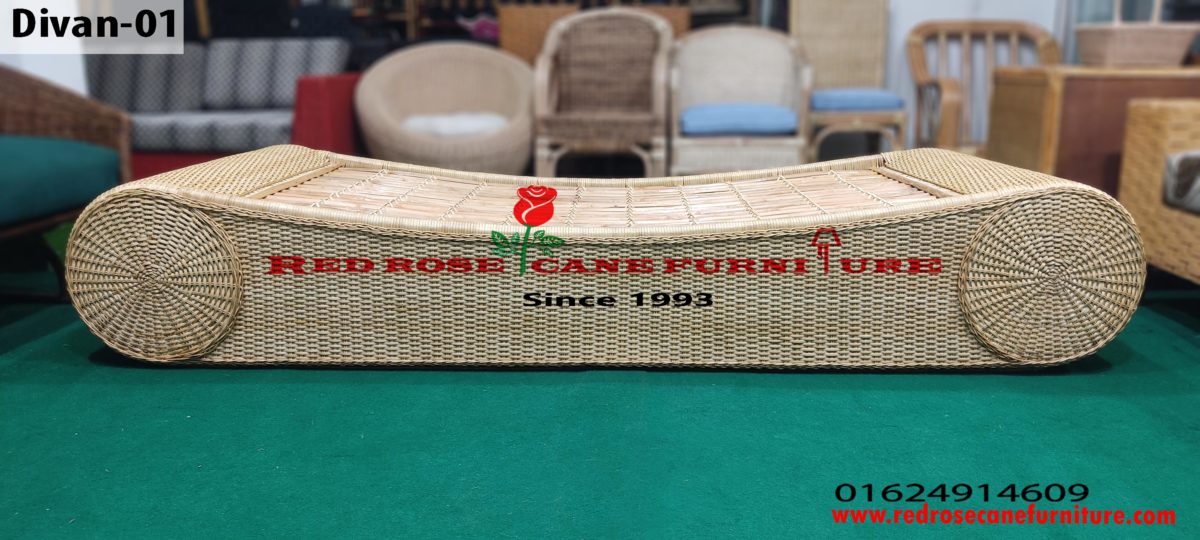 Divan-01
RED ROSE CANE FURNITURE
Since 1993
01624914609
www.redrosecanefurniture.com